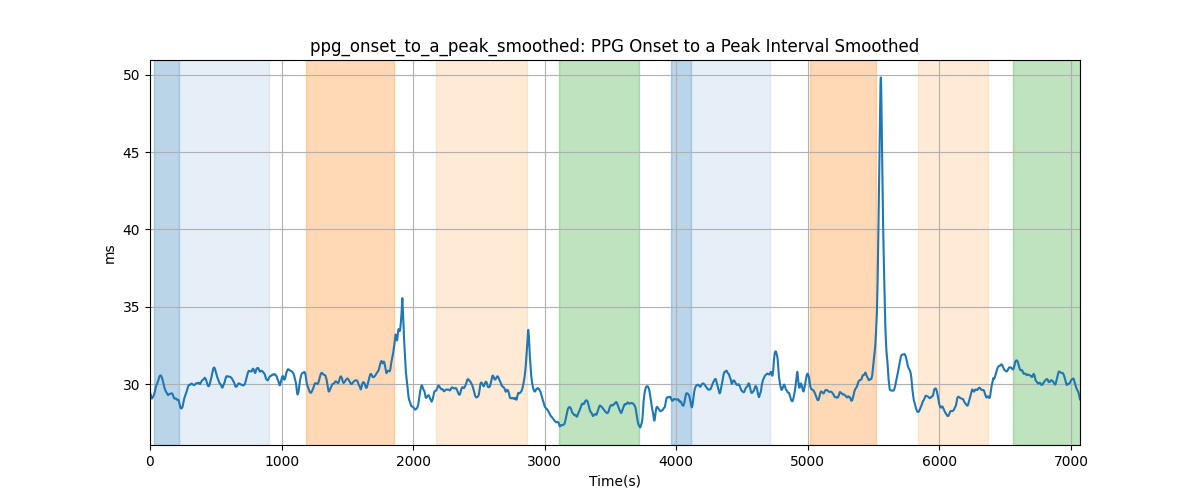 ppg_onset_to_a_peak_smoothed: PPG Onset to a Peak Interval Smoothed
50
45
40
35
30
ms
0 1000 2000 3000 4000 5000 6000 7000
Time(s)